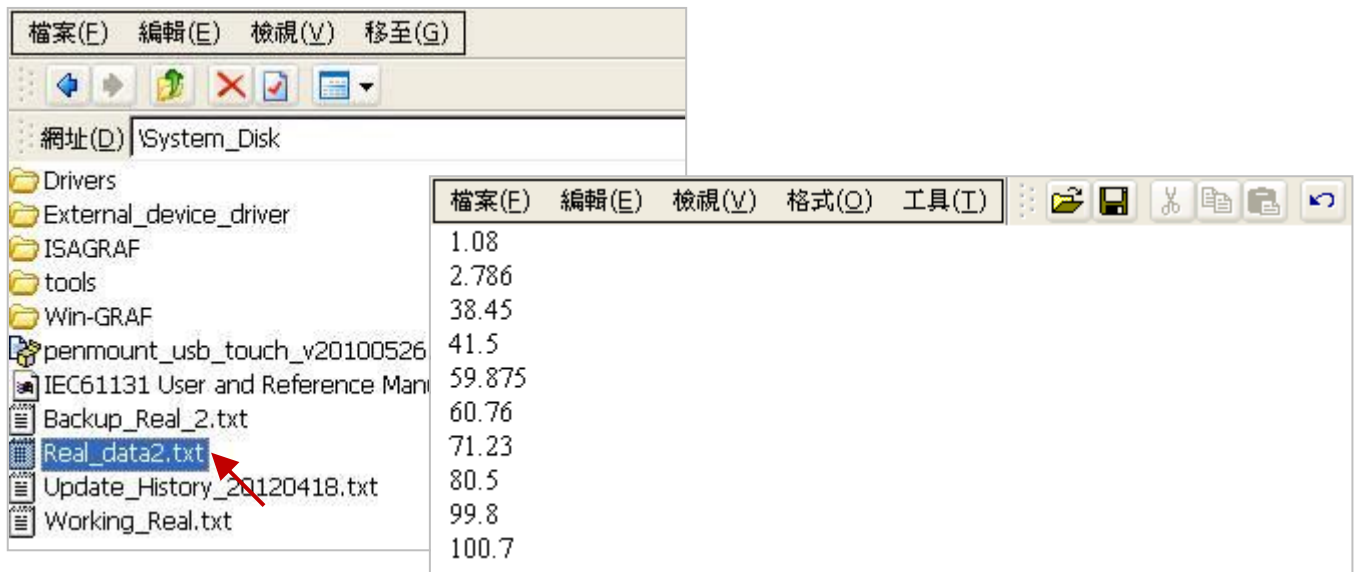 檔案(F) 編輯(E) 檢視(V) 移至(G)
網址(D) \System_Disk
Drivers
External_device_driver
ISAGRAF
tools
Win-GRAF
penmount_usb_touch_v20100526
IEC61131 User and Reference Manu
Backup_Real_2.txt
Real_data2.txt
Update_History_20120418.txt
Working_Real.txt
檔案(F) 編輯(E) 檢視(V) 格式(O) 工具(T)
1.08
2.786
38.45
41.5
59.875
60.76
71.23
80.5
99.8
100.7